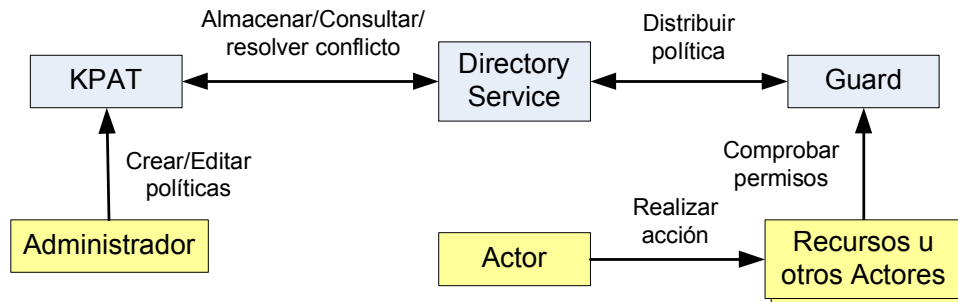 Almacenar/Consultar/
resolver conflicto
Distribuir
política
KPAT
Directory
Service
Guard
Crear/Editar
políticas
Comprobar
permisos
Realizar
acción
Administrador
Actor
Recursos u
otros Actores